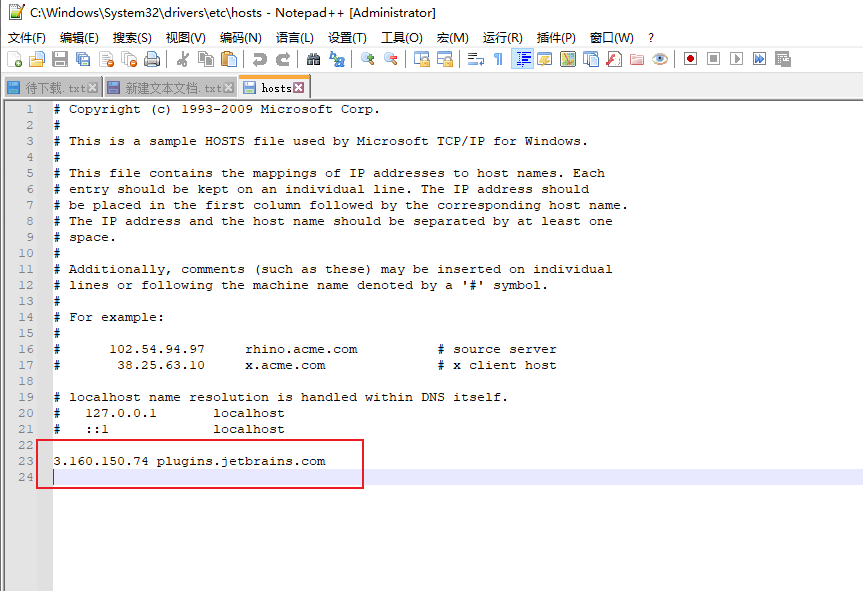 C:\Windows\System32\drivers\etc\hosts - Notepad++ [Administrator]
文件(F) 编辑(E) 搜索(S) 视图(V) 编码(N) 语言(L) 设置(T) 工具(O) 宏(M) 运行(R) 插件(P) 窗口(W) ?
待下载.txt 新建文本文档.txt hosts
1 # Copyright (c) 1993-2009 Microsoft Corp.
2 #
3 # This is a sample HOSTS file used by Microsoft TCP/IP for Windows.
4 #
5 # This file contains the mappings of IP addresses to host names. Each
6 # entry should be kept on an individual line. The IP address should
7 # be placed in the first column followed by the corresponding host name.
8 # The IP address and the host name should be separated by at least one
9 # space.
10 #
11 # Additionally, comments (such as these) may be inserted on individual
12 # lines or following the machine name denoted by a '#' symbol.
13 #
14 # For example:
15 #
16 #      102.54.94.97     rhino.acme.com          # source server
17 #       38.25.63.10     x.acme.com              # x client host
18
19 # localhost name resolution is handled within DNS itself.
20 #   127.0.0.1       localhost
21 #   ::1             localhost
22
23 3.160.150.74 plugins.jetbrains.com
24